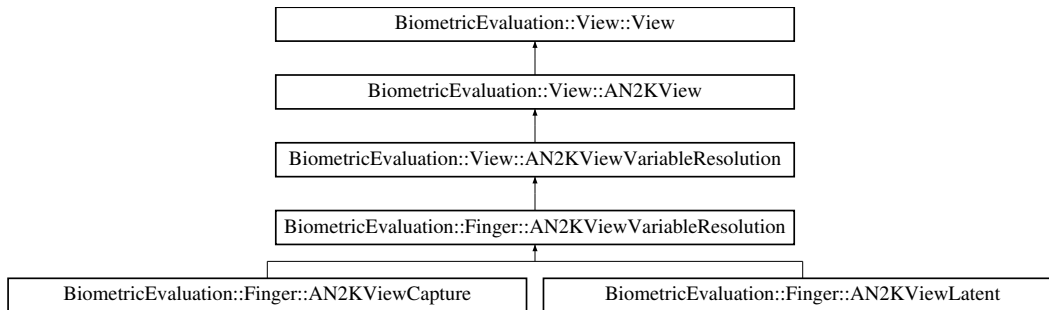 BiometricEvaluation::View::View
BiometricEvaluation::View::AN2KView
BiometricEvaluation::View::AN2KViewVariableResolution
BiometricEvaluation::Finger::AN2KViewVariableResolution
BiometricEvaluation::Finger::AN2KViewCapture
BiometricEvaluation::Finger::AN2KViewLatent